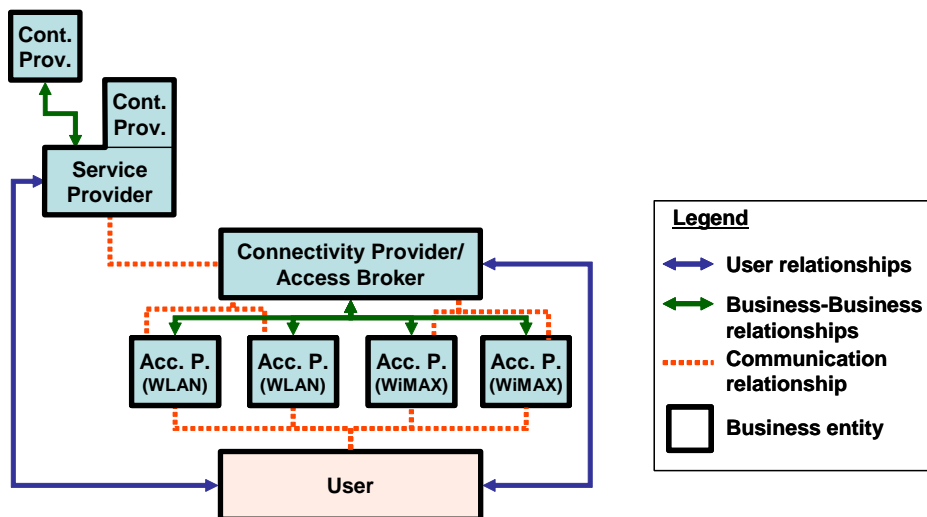 Cont.
Prov.
Cont.
Prov.
Service
Provider
Connectivity Provider/
Access Broker
Acc. P.
(WLAN)
Acc. P.
(WLAN)
Acc. P.
(WiMAX)
Acc. P.
(WiMAX)
User
Legend
User relationships
Business-Business
relationships
Communication
relationship
Business entity